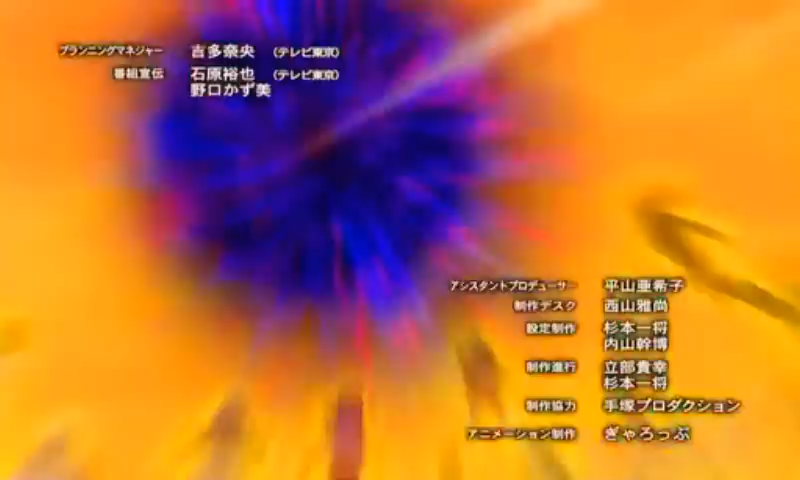 プランニングマネジャー 吉多奈央 (テレビ東京)
番組宣伝 石原裕也 (テレビ東京)
野口かず美
アシスタントプロデューサー 平山亜希子
制作デスク 西山雅尚
設定制作 杉本一将
内山幹博
制作進行 立部貴幸
杉本一将
制作協力 手塚プロダクション
アニメーション制作 ぎゃろっぷ